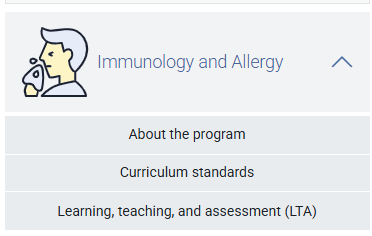 Immunology and Allergy
About the program
Curriculum standards
Learning, teaching, and assessment (LTA)